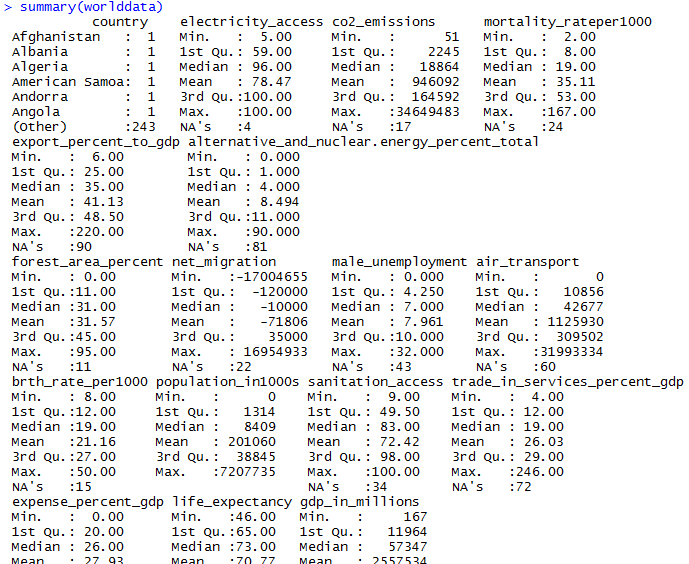 > summary(worlddata)
country electricity_access co2_emissions mortality_rateper1000
Afghanistan : 1 Min. : 5.00 Min. : 51 Min. : 2.00
Albania : 1 1st Qu.: 59.00 1st Qu.: 2245 1st Qu.: 8.00
Algeria : 1 Median : 96.00 Median : 18864 Median : 19.00
American Samoa: 1 Mean : 78.47 Mean : 946092 Mean : 35.11
Andorra : 1 3rd Qu.:100.00 3rd Qu.: 164592 3rd Qu.: 53.00
Angola : 1 Max. :100.00 Max. :34649483 Max. :167.00
(Other) :243 NA's :4 NA's :17 NA's :24
export_percent_to_gdp alternative_and_nuclear.energy_percent_total
Min. : 6.00 Min. : 0.000
1st Qu.: 25.00 1st Qu.: 1.000
Median : 35.00 Median : 4.000
Mean : 41.13 Mean : 8.494
3rd Qu.: 48.50 3rd Qu.:11.000
Max. :220.00 Max. :90.000
NA's :90 NA's :81
forest_area_percent net_migration male_unemployment air_transport
Min. : 0.00 Min. :-17004655 Min. : 0.000 Min. : 0
1st Qu.:11.00 1st Qu.: -120000 1st Qu.: 4.250 1st Qu.: 10856
Median :31.00 Median : -10000 Median : 7.000 Median : 42677
Mean :31.57 Mean : -71806 Mean : 7.961 Mean : 1125930
3rd Qu.:45.00 3rd Qu.: 35000 3rd Qu.:10.000 3rd Qu.: 309502
Max. :95.00 Max. : 16954933 Max. :32.000 Max. :31993334
NA's :11 NA's :22 NA's :43 NA's :60
brth_rate_per1000 population_in1000s sanitation_access trade_in_services_percent_gdp
Min. : 8.00 Min. : 0 Min. : 9.00 Min. : 4.00
1st Qu.:12.00 1st Qu.: 1314 1st Qu.: 49.50 1st Qu.: 12.00
Median :19.00 Median : 8409 Median : 83.00 Median : 19.00
Mean :21.16 Mean : 201060 Mean : 72.42 Mean : 26.03
3rd Qu.:27.00 3rd Qu.: 38845 3rd Qu.: 98.00 3rd Qu.: 29.00
Max. :50.00 Max. :7207735 Max. :100.00 Max. :246.00
NA's :15 NA's :34 NA's :72
expense_percent_gdp life_expectancy gdp_in_millions
Min. : 0.00 Min. :46.00 Min. : 167
1st Qu.: 20.00 1st Qu.:65.00 1st Qu.: 11964
Median : 26.00 Median :73.00 Median : 57347
Mean : 27.93 Mean :70.77 Mean : 2557534